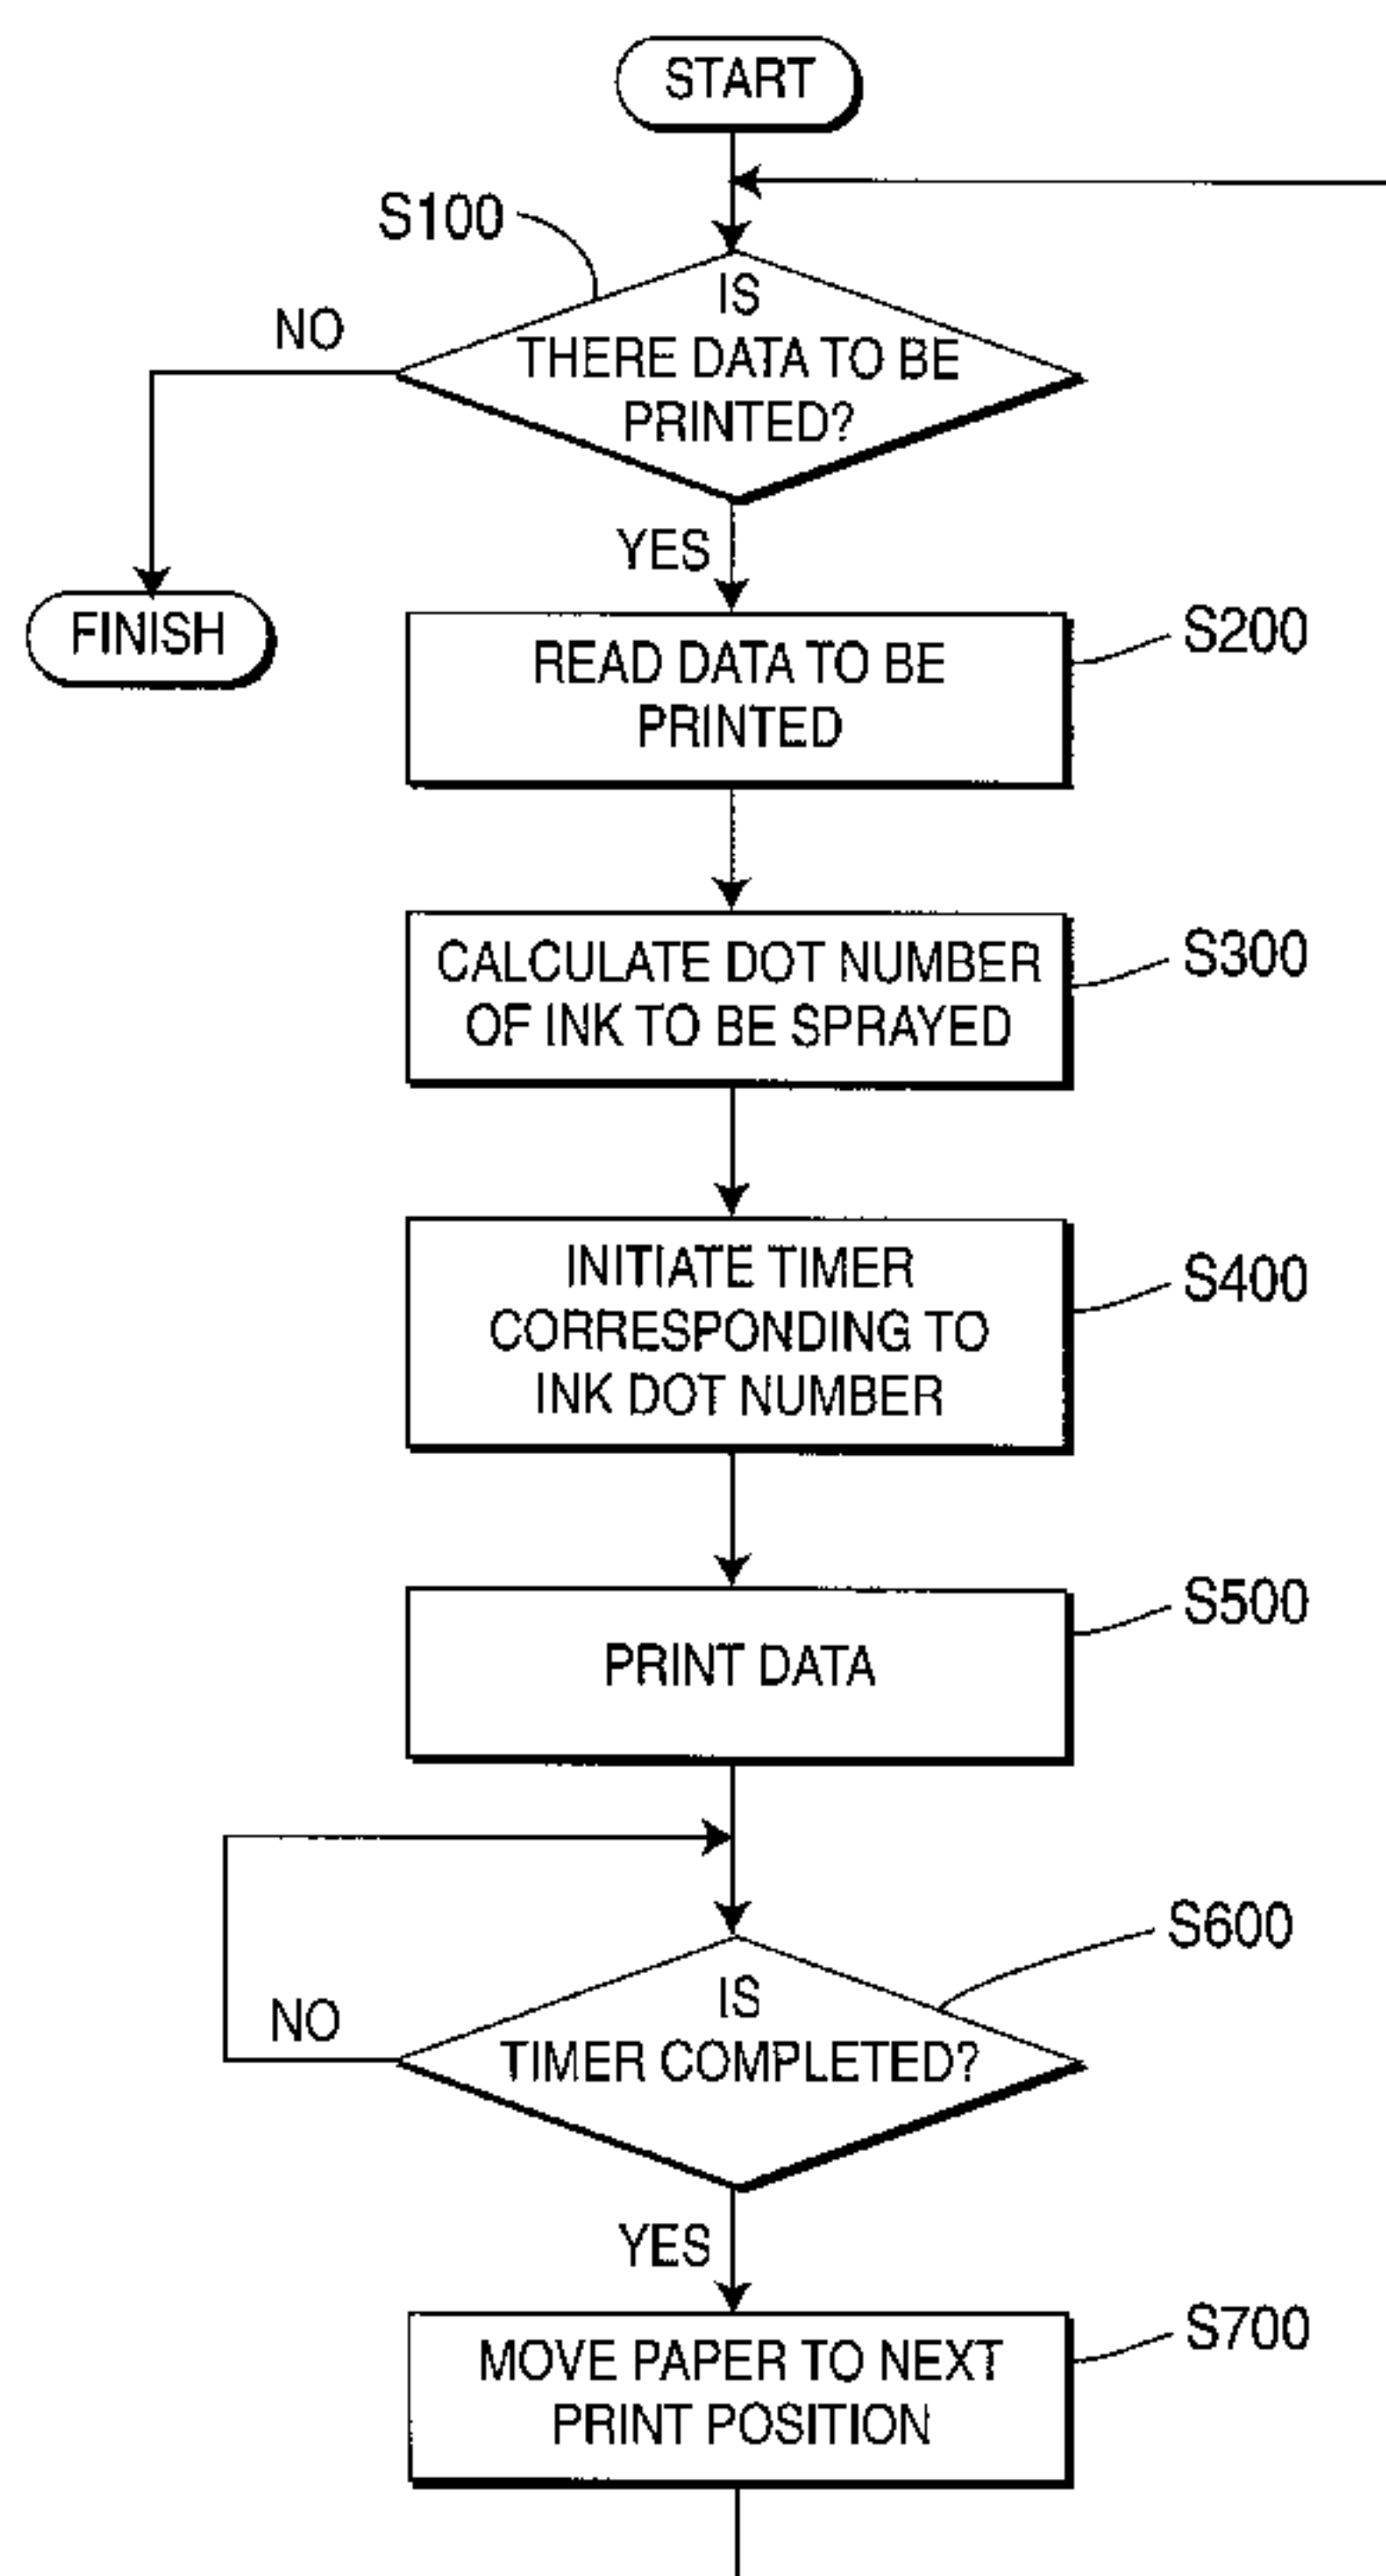 START
S100
IS
THERE DATA TO BE
PRINTED?
NO
YES
FINISH
READ DATA TO BE
PRINTED
S200
CALCULATE DOT NUMBER
OF INK TO BE SPRAYED
S300
INITIATE TIMER
CORRESPONDING TO
INK DOT NUMBER
S400
PRINT DATA
S500
IS
TIMER COMPLETED?
S600
NO
YES
MOVE PAPER TO NEXT
PRINT POSITION
S700